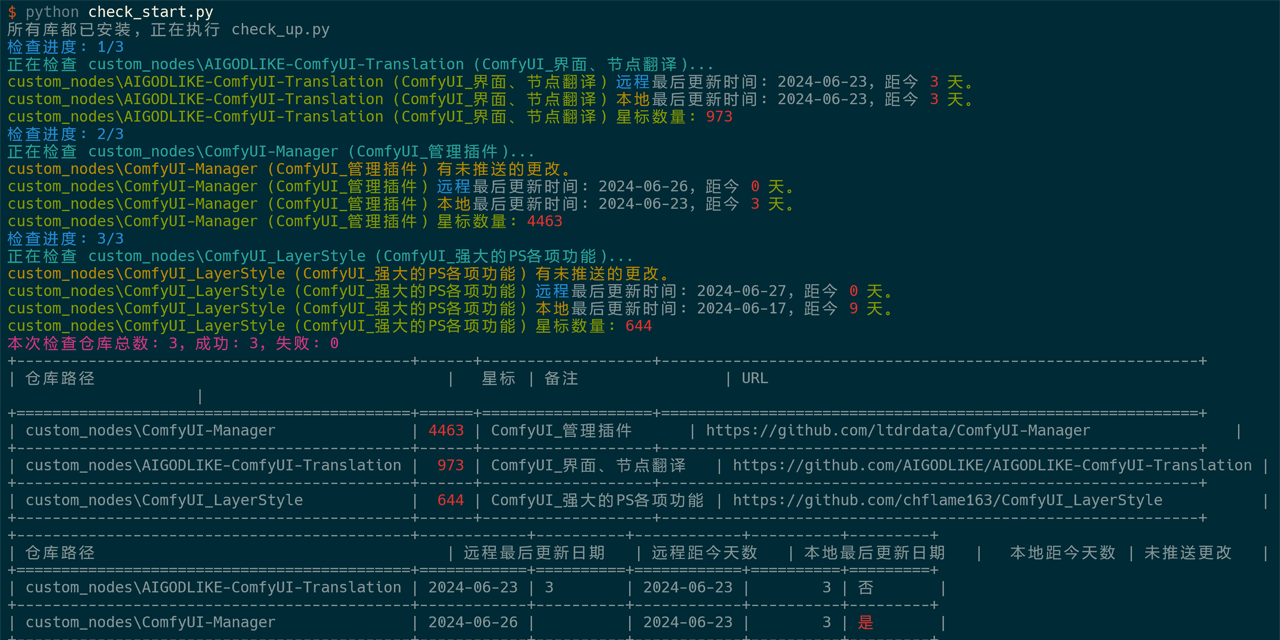 $ python check_start.py
所有库都已安装，正在执行 check_up.py
检查进度: 1/3
正在检查 custom_nodes\AIGODLIKE-ComfyUI-Translation (ComfyUI_界面、节点翻译)...
custom_nodes\AIGODLIKE-ComfyUI-Translation (ComfyUI_界面、节点翻译) 远程最后更新时间: 2024-06-23，距今 3 天。
custom_nodes\AIGODLIKE-ComfyUI-Translation (ComfyUI_界面、节点翻译) 本地最后更新时间: 2024-06-23，距今 3 天。
custom_nodes\AIGODLIKE-ComfyUI-Translation (ComfyUI_界面、节点翻译) 星标数量: 973
检查进度: 2/3
正在检查 custom_nodes\ComfyUI-Manager (ComfyUI_管理插件)...
custom_nodes\ComfyUI-Manager (ComfyUI_管理插件) 有未推送的更改。
custom_nodes\ComfyUI-Manager (ComfyUI_管理插件) 远程最后更新时间: 2024-06-26，距今 0 天。
custom_nodes\ComfyUI-Manager (ComfyUI_管理插件) 本地最后更新时间: 2024-06-23，距今 3 天。
custom_nodes\ComfyUI-Manager (ComfyUI_管理插件) 星标数量: 4463
检查进度: 3/3
正在检查 custom_nodes\ComfyUI_LayerStyle (ComfyUI_强大的PS各项功能)...
custom_nodes\ComfyUI_LayerStyle (ComfyUI_强大的PS各项功能) 有未推送的更改。
custom_nodes\ComfyUI_LayerStyle (ComfyUI_强大的PS各项功能) 远程最后更新时间: 2024-06-27，距今 0 天。
custom_nodes\ComfyUI_LayerStyle (ComfyUI_强大的PS各项功能) 本地最后更新时间: 2024-06-17，距今 9 天。
custom_nodes\ComfyUI_LayerStyle (ComfyUI_强大的PS各项功能) 星标数量: 644
本次检查仓库总数: 3, 成功: 3, 失败: 0
| 仓库路径 | 星标 | 备注 | URL |
| custom_nodes\ComfyUI-Manager | 4463 | ComfyUI_管理插件 | https://github.com/ltdrdata/ComfyUI-Manager |
| custom_nodes\AIGODLIKE-ComfyUI-Translation | 973 | ComfyUI_界面、节点翻译 | https://github.com/AIGODLIKE/AIGODLIKE-ComfyUI-Translation |
| custom_nodes\ComfyUI_LayerStyle | 644 | ComfyUI_强大的PS各项功能 | https://github.com/chflame163/ComfyUI_LayerStyle |
| 仓库路径 | 远程最后更新日期 | 远程距今天数 | 本地最后更新日期 | 本地距今天数 | 未推送更改 |
| custom_nodes\AIGODLIKE-ComfyUI-Translation | 2024-06-23 | 3 | 2024-06-23 | 3 | 否 |
| custom_nodes\ComfyUI-Manager | 2024-06-26 | | 2024-06-23 | 3 | 是 |